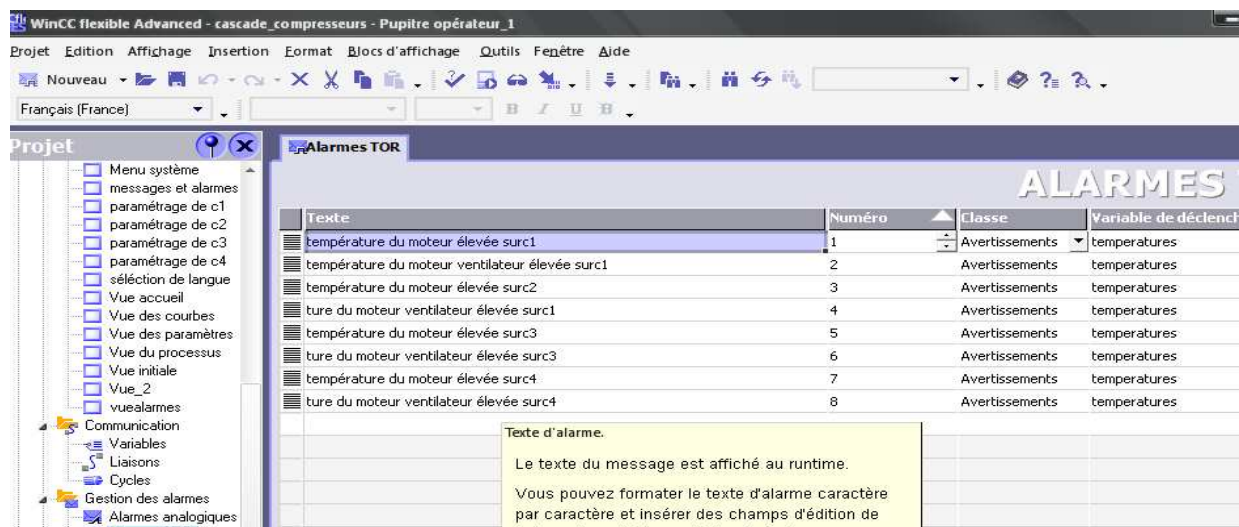 WinCC flexible Advanced - cascade_compresseurs - Pupitre opérateur_1
Projet Edition Affichage Insertion Format Blocs d'affichage Outils Fenêtre Aide
Nouveau
Français (France)
B I U B
Projet
Menu système
messages et alarmes
paramétrage de c1
paramétrage de c2
paramétrage de c3
paramétrage de c4
séléction de langue
Vue accueil
Vue des courbes
Vue des paramètres
Vue du processus
Vue initiale
Vue_2
vuealarmes
Communication
Variables
Liaisons
Cycles
Gestion des alarmes
Alarmes analogiques
Alarmes TOR
ALARMES
Texte Numéro Classe Variable de déclench
température du moteur élevée surc1 1 Avertissements temperatures
température du moteur ventilateur élevée surc1 2 Avertissements temperatures
température du moteur élevée surc2 3 Avertissements temperatures
ture du moteur ventilateur élevée surc1 4 Avertissements temperatures
température du moteur élevée surc3 5 Avertissements temperatures
ture du moteur ventilateur élevée surc3 6 Avertissements temperatures
température du moteur élevée surc4 7 Avertissements temperatures
ture du moteur ventilateur élevée surc4 8 Avertissements temperatures
Texte d'alarme.
Le texte du message est affiché au runtime.
Vous pouvez formater le texte d'alarme caractère
par caractère et insérer des champs d'édition de